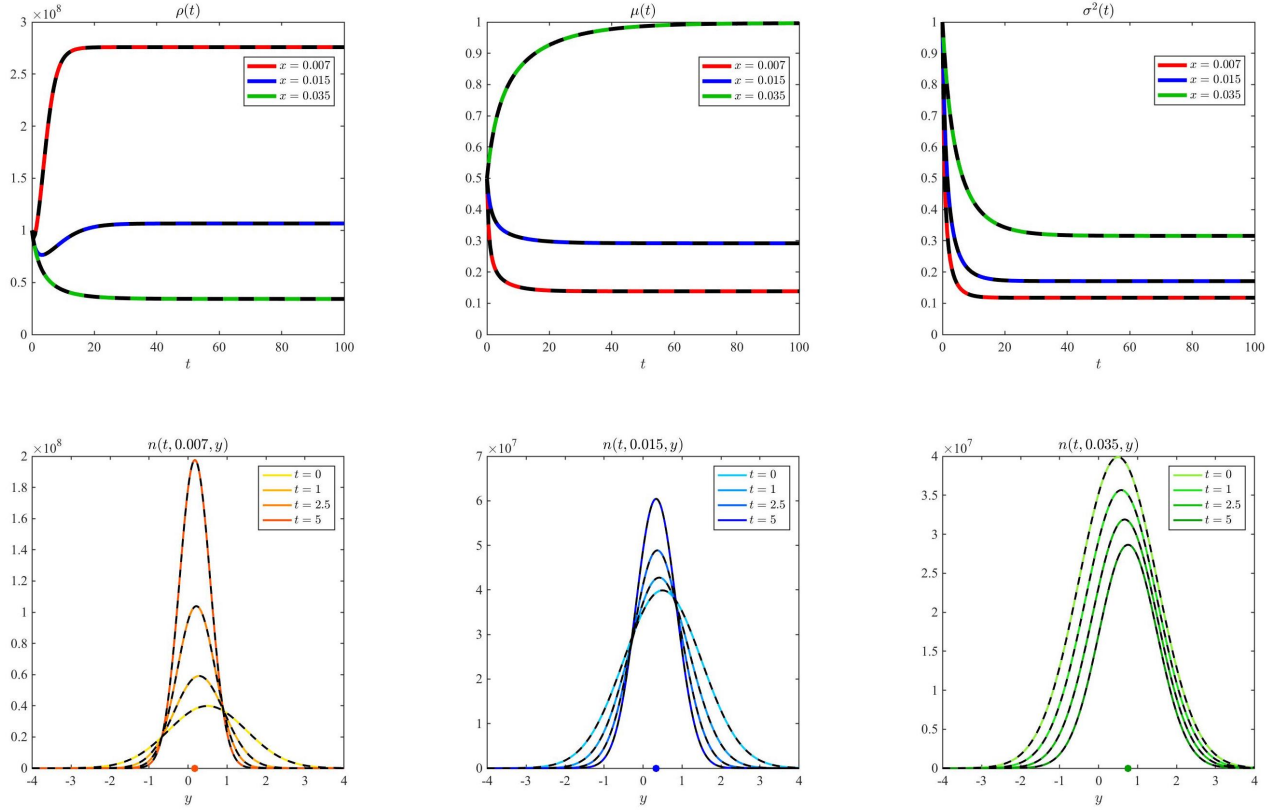 ×10⁸
ρ(t)
3
2.5
2
1.5
1
0.5
0
0 20 40 60 80 100
t
x = 0.007
x = 0.015
x = 0.035
μ(t)
1
0.9
0.8
0.7
0.6
0.5
0.4
0.3
0.2
0.1
0
0 20 40 60 80 100
t
x = 0.007
x = 0.015
x = 0.035
σ²(t)
1
0.9
0.8
0.7
0.6
0.5
0.4
0.3
0.2
0.1
0
0 20 40 60 80 100
t
x = 0.007
x = 0.015
x = 0.035
×10⁸
n(t, 0.007, y)
2
1.8
1.6
1.4
1.2
1
0.8
0.6
0.4
0.2
0
-4 -3 -2 -1 0 1 2 3 4
y
t = 0
t = 1
t = 2.5
t = 5
×10⁷
n(t, 0.015, y)
7
6
5
4
3
2
1
0
-4 -3 -2 -1 0 1 2 3 4
y
t = 0
t = 1
t = 2.5
t = 5
×10⁷
n(t, 0.035, y)
4
3.5
3
2.5
2
1.5
1
0.5
0
-4 -3 -2 -1 0 1 2 3 4
y
t = 0
t = 1
t = 2.5
t = 5